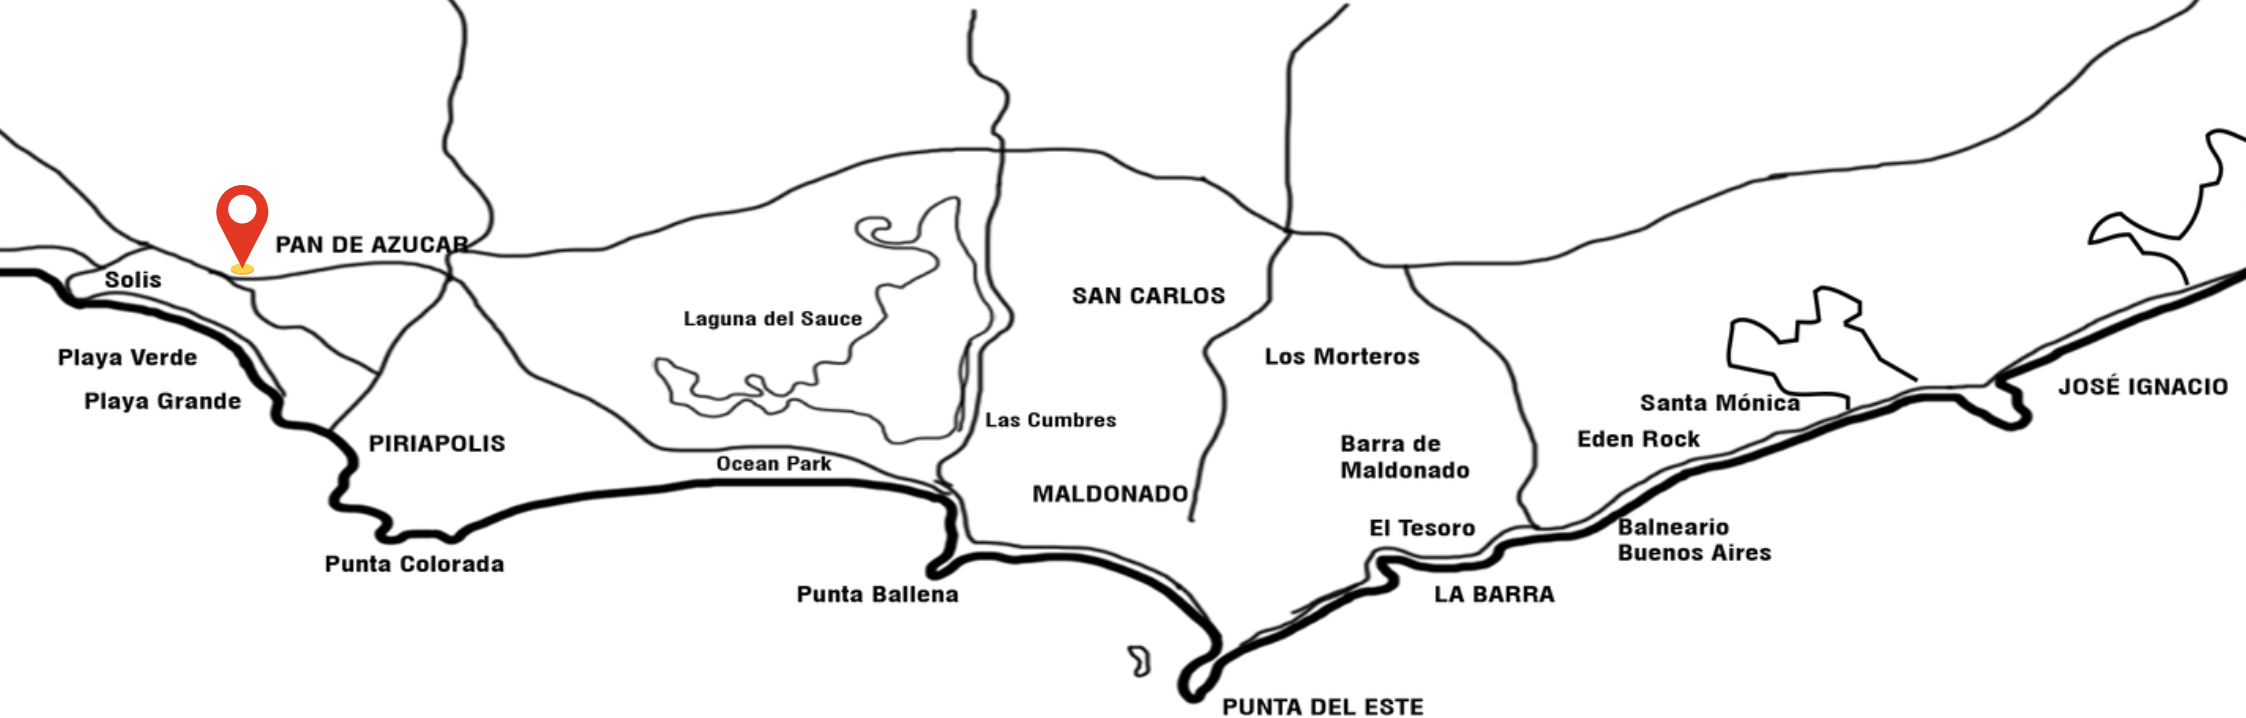 PAN DE AZUCAR
Solis
Playa Verde
Playa Grande
PIRIAPOLIS
Punta Colorada
Laguna del Sauce
Ocean Park
Las Cumbres
Punta Ballena
SAN CARLOS
MALDONADO
Los Morteros
Barra de
Maldonado
El Tesoro
LA BARRA
PUNTA DEL ESTE
Santa Mónica
Eden Rock
Balneario
Buenos Aires
JOSÉ IGNACIO